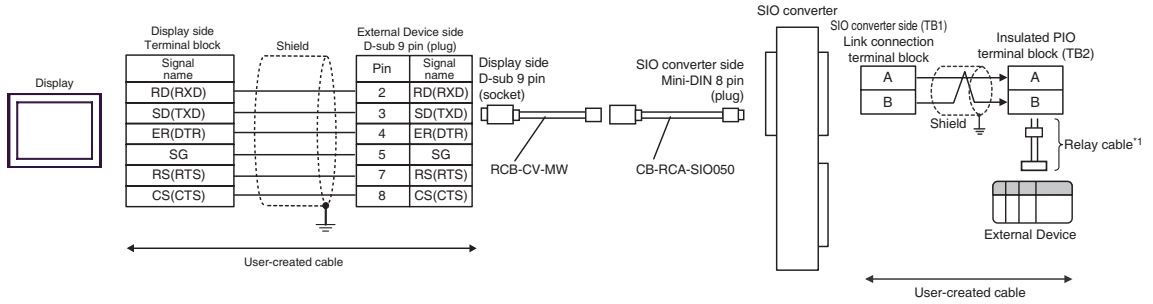 Display
Display side
Terminal block
Shield
External Device side
D-sub 9 pin (plug)
Signal
name
Pin
Signal
name
RD(RXD)
2
RD(RXD)
SD(TXD)
3
SD(TXD)
ER(DTR)
4
ER(DTR)
SG
5
SG
RS(RTS)
7
RS(RTS)
CS(CTS)
8
CS(CTS)
User-created cable
Display side
D-sub 9 pin
(socket)
RCB-CV-MW
SIO converter side
Mini-DIN 8 pin
(plug)
CB-RCA-SIO050
SIO converter
SIO converter side (TB1)
Link connection
terminal block
A
B
Shield
Insulated PIO
terminal block (TB2)
A
B
Relay cable*1
External Device
User-created cable